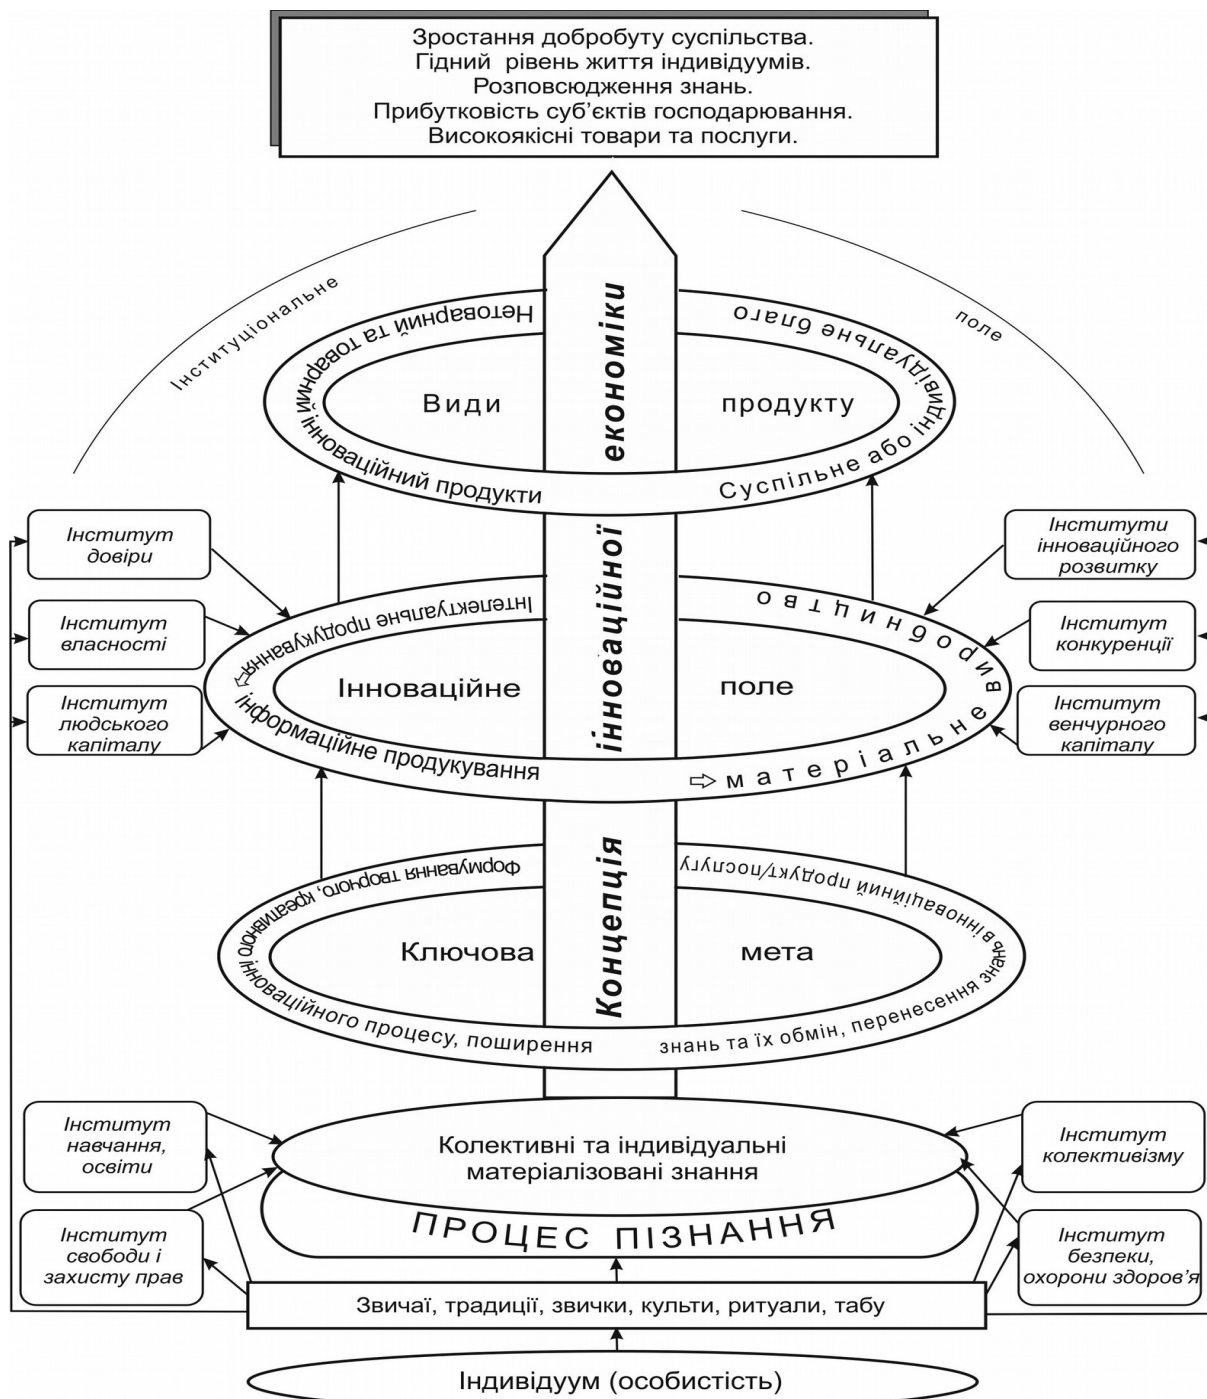 Зростання добробуту суспільства.
Гідний рівень життя індивідуумів.
Розповсюдження знань.
Прибутковість суб’єктів господарювання.
Високоякісні товари та послуги.
Інституціональне
поле
Нетоварний та товарний
інноваційний продукти
Суспільне або індивідуальне благо
Види
продукту
Концепція інноваційної економіки
Інститут
довіри
Інститут
власності
Інститут
людського
капіталу
Інститути
інноваційного
розвитку
Інститут
конкуренції
Інститут
венчурного
капіталу
Інтелектуальне продукування
⇨
інформаційне продукування
⇨ матеріальне виробництво
Інноваційне
поле
Формування творчого, креативного
інноваційного процесу, поширення
знань та їх обмін, перенесення знань
в інноваційний продукт/послугу
Ключова
мета
Інститут
навчання,
освіти
Інститут
свободи і
захисту прав
Колективні та індивідуальні
матеріалізовані знання
ПРОЦЕС ПІЗНАННЯ
Інститут
колективізму
Інститут
безпеки,
охорони здоров’я
Звичаї, традиції, звички, культи, ритуали, табу
Індивідуум (особистість)